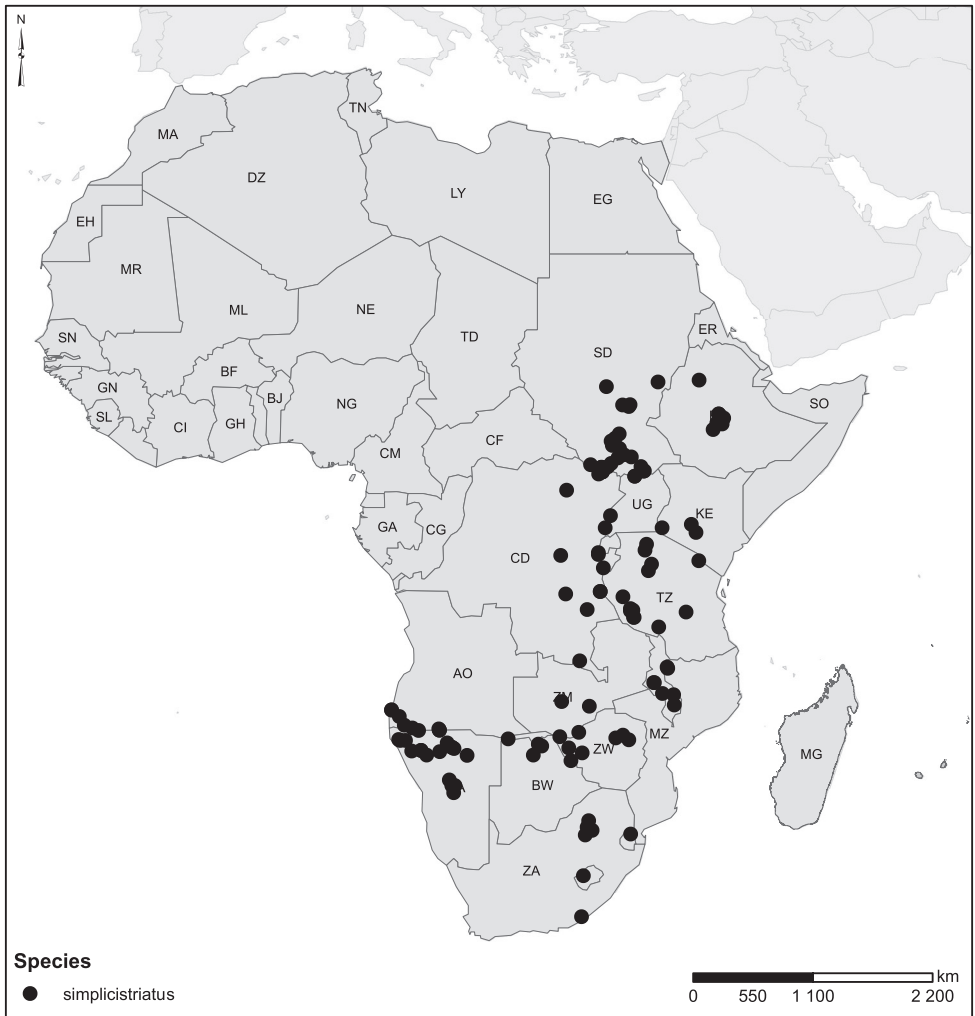 N
TN
MA
DZ
LY
EG
EH
MR
ML
NE
TD
SD
ER
SN
BF
GN
BJ
NG
SO
SL
CI
GH
CF
CM
UG
KE
GA
CG
CD
TZ
AO
ZM
MZ
ZW
MG
BW
ZA
Species
simplicistriatus
km
0 550 1 100 2 200